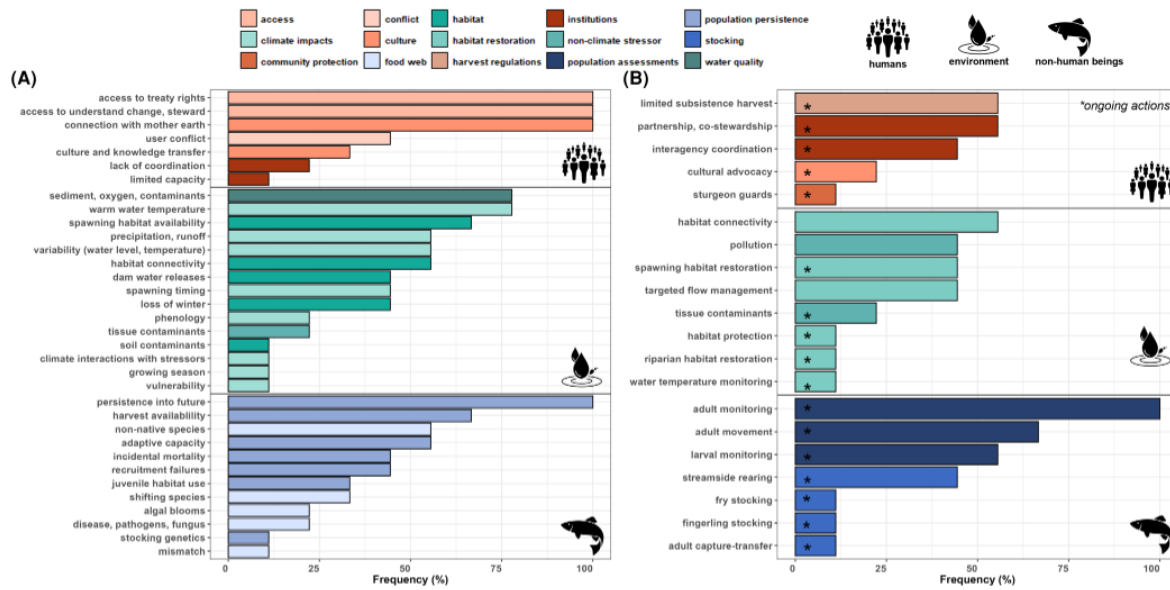 access conflict habitat institutions population persistence
climate impacts culture habitat restoration non-climate stressor stocking
community protection food web harvest regulations population assessments water quality
humans environment non-human beings
(A)
access to treaty rights
access to understand change, steward
connection with mother earth
user conflict
culture and knowledge transfer
lack of coordination
limited capacity
sediment, oxygen, contaminants
warm water temperature
spawning habitat availability
precipitation, runoff
variability (water level, temperature)
habitat connectivity
dam water releases
spawning timing
loss of winter
phenology
tissue contaminants
soil contaminants
climate interactions with stressors
growing season
vulnerability
persistence into future
harvest availablility
non-native species
adaptive capacity
incidental mortality
recruitment failures
juvenile habitat use
shifting species
algal blooms
disease, pathogens, fungus
stocking genetics
mismatch
0 25 50 75 100
Frequency (%)
(B)
*ongoing actions
limited subsistence harvest *
partnership, co-stewardship *
interagency coordination *
cultural advocacy *
sturgeon guards *
habitat connectivity
pollution
spawning habitat restoration *
targeted flow management
tissue contaminants *
habitat protection *
riparian habitat restoration *
water temperature monitoring *
adult monitoring *
adult movement *
larval monitoring *
streamside rearing *
fry stocking *
fingerling stocking *
adult capture-transfer *
0 25 50 75 100
Frequency (%)